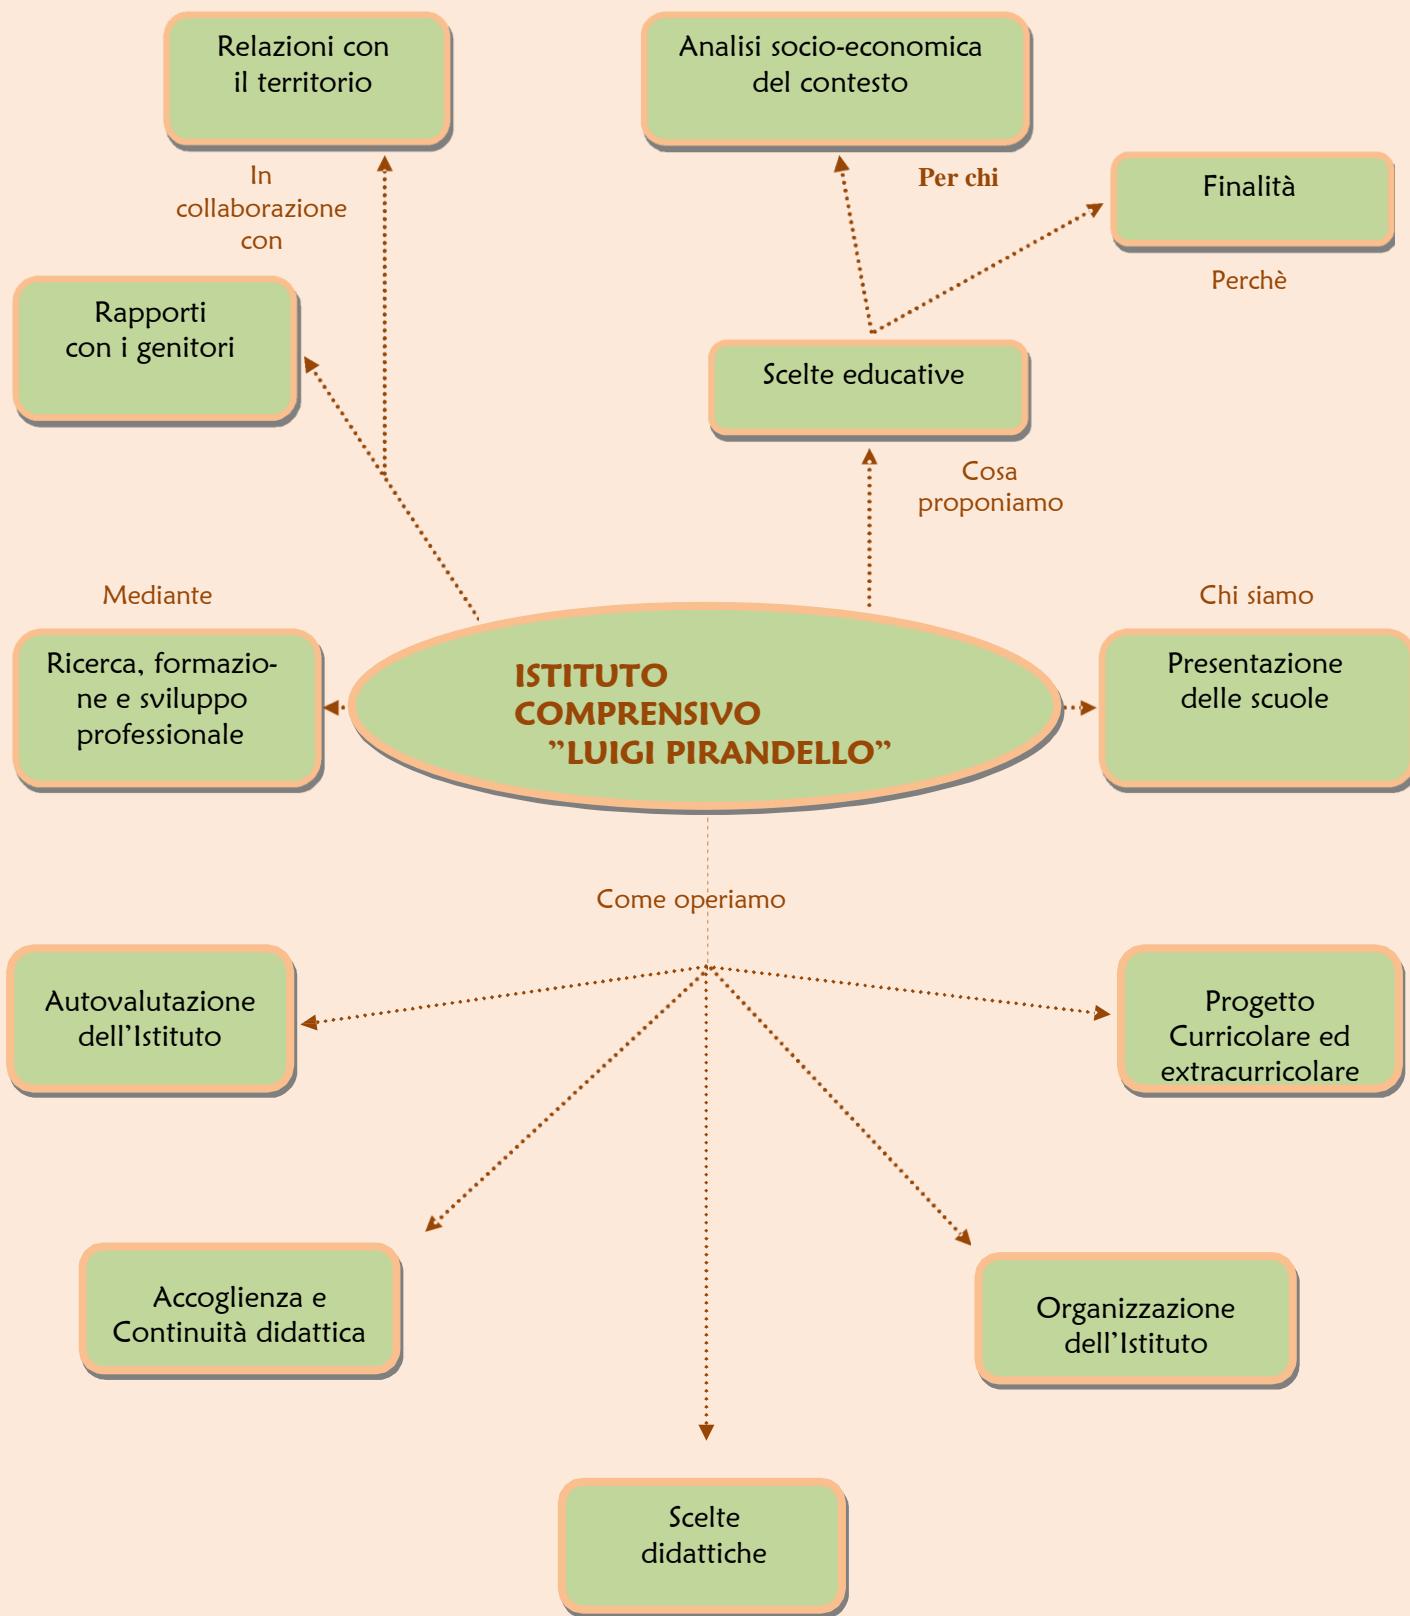 Relazioni con
il territorio
Analisi socio-economica
del contesto
In
collaborazione
con
Per chi
Finalità
Perchè
Rapporti
con i genitori
Scelte educative
Cosa
proponiamo
Mediante
Chi siamo
Ricerca, formazio-
ne e sviluppo
professionale
ISTITUTO
COMPRENSIVO
”LUIGI PIRANDELLO”
Presentazione
delle scuole
Come operiamo
Autovalutazione
dell’Istituto
Progetto
Curricolare ed
extracurricolare
Accoglienza e
Continuità didattica
Organizzazione
dell’Istituto
Scelte
didattiche